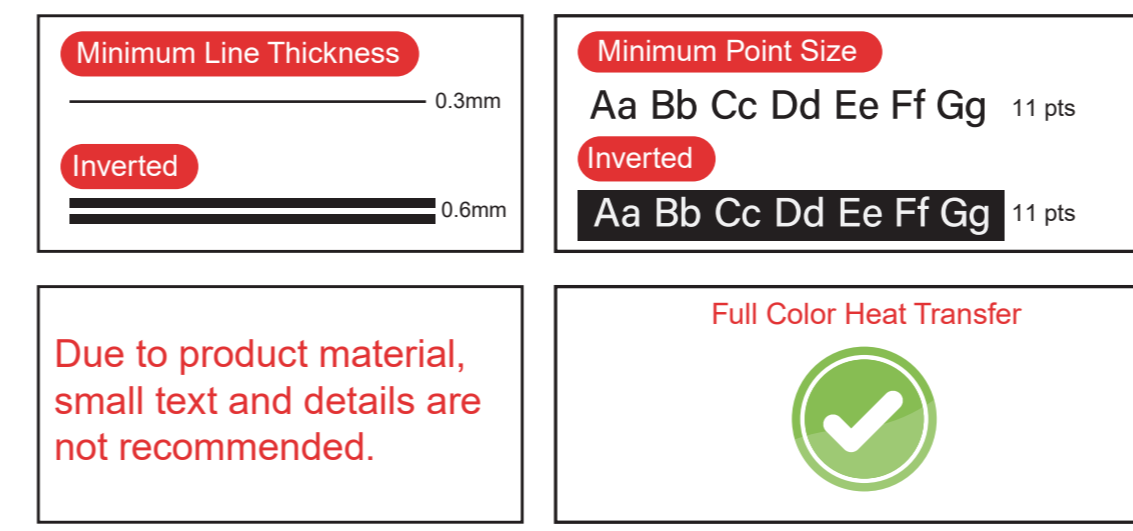 Minimum Line Thickness
0.3mm
Inverted
0.6mm
Minimum Point Size
Aa Bb Cc Dd Ee Ff Gg 11 pts
Inverted
Aa Bb Cc Dd Ee Ff Gg 11 pts
Due to product material,
small text and details are
not recommended.
Full Color Heat Transfer